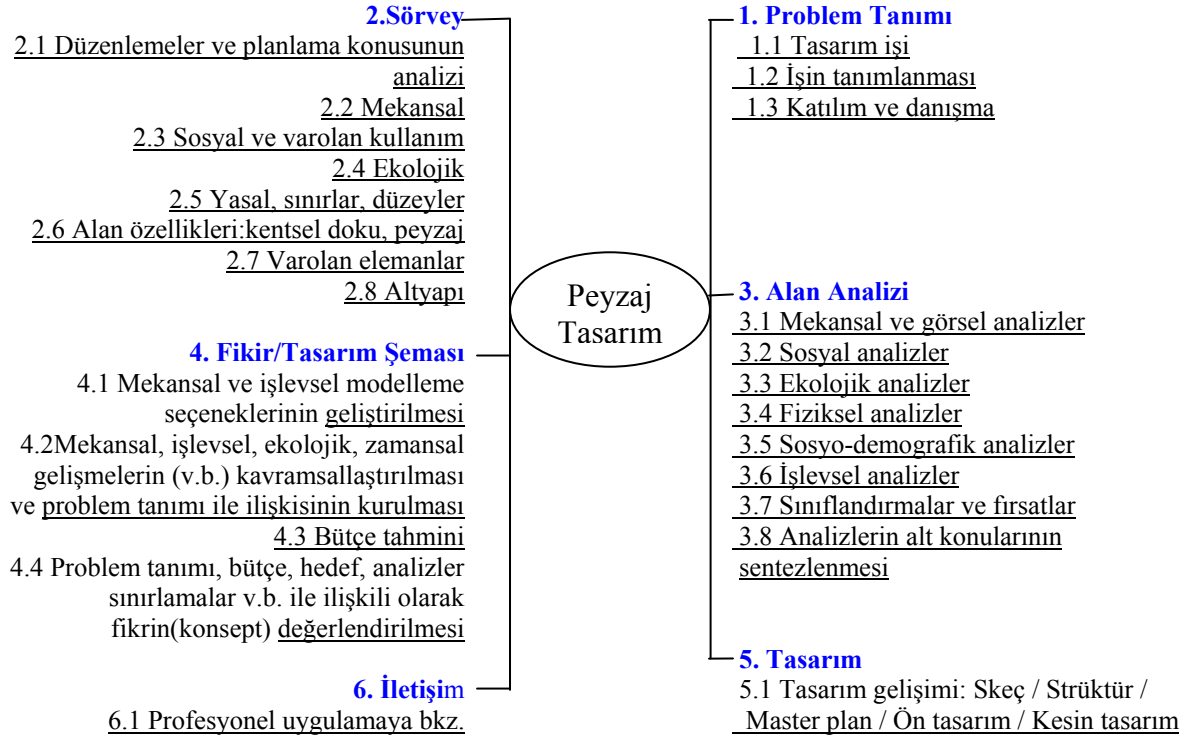 1. Problem Tanımı
1.1 Tasarım işi
1.2 İşin tanımlanması
1.3 Katılım ve danışma
2.Sörvey
2.1 Düzenlemeler ve planlama konusunun
analizi
2.2 Mekansal
2.3 Sosyal ve varolan kullanım
2.4 Ekolojik
2.5 Yasal, sınırlar, düzeyler
2.6 Alan özellikleri:kentsel doku, peyzaj
2.7 Varolan elemanlar
2.8 Altyapı
Peyzaj
Tasarım
3. Alan Analizi
3.1 Mekansal ve görsel analizler
3.2 Sosyal analizler
3.3 Ekolojik analizler
3.4 Fiziksel analizler
3.5 Sosyo-demografik analizler
3.6 İşlevsel analizler
3.7 Sınıflandırmalar ve fırsatlar
3.8 Analizlerin alt konularının
sentezlenmesi
4. Fikir/Tasarım Şeması
4.1 Mekansal ve işlevsel modelleme
seçeneklerinin geliştirilmesi
4.2Mekansal, işlevsel, ekolojik, zamansal
gelişmelerin (v.b.) kavramsallaştırılması
ve problem tanımı ile ilişkisinin kurulması
4.3 Bütçe tahmini
4.4 Problem tanımı, bütçe, hedef, analizler
sınırlamalar v.b. ile ilişkili olarak
fikrin(konsept) değerlendirilmesi
5. Tasarım
5.1 Tasarım gelişimi: Skeç / Strüktür /
Master plan / Ön tasarım / Kesin tasarım
6. İletişim
6.1 Profesyonel uygulamaya bkz.